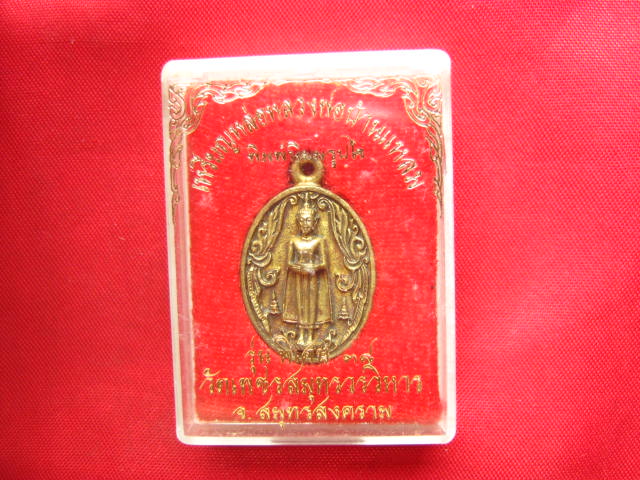 เหรียญหล่อหลวงพ่อบ้านแหลม
รุ่น
วัดเพชรสมุทรวรวิหาร
จ. สมุทรสงคราม